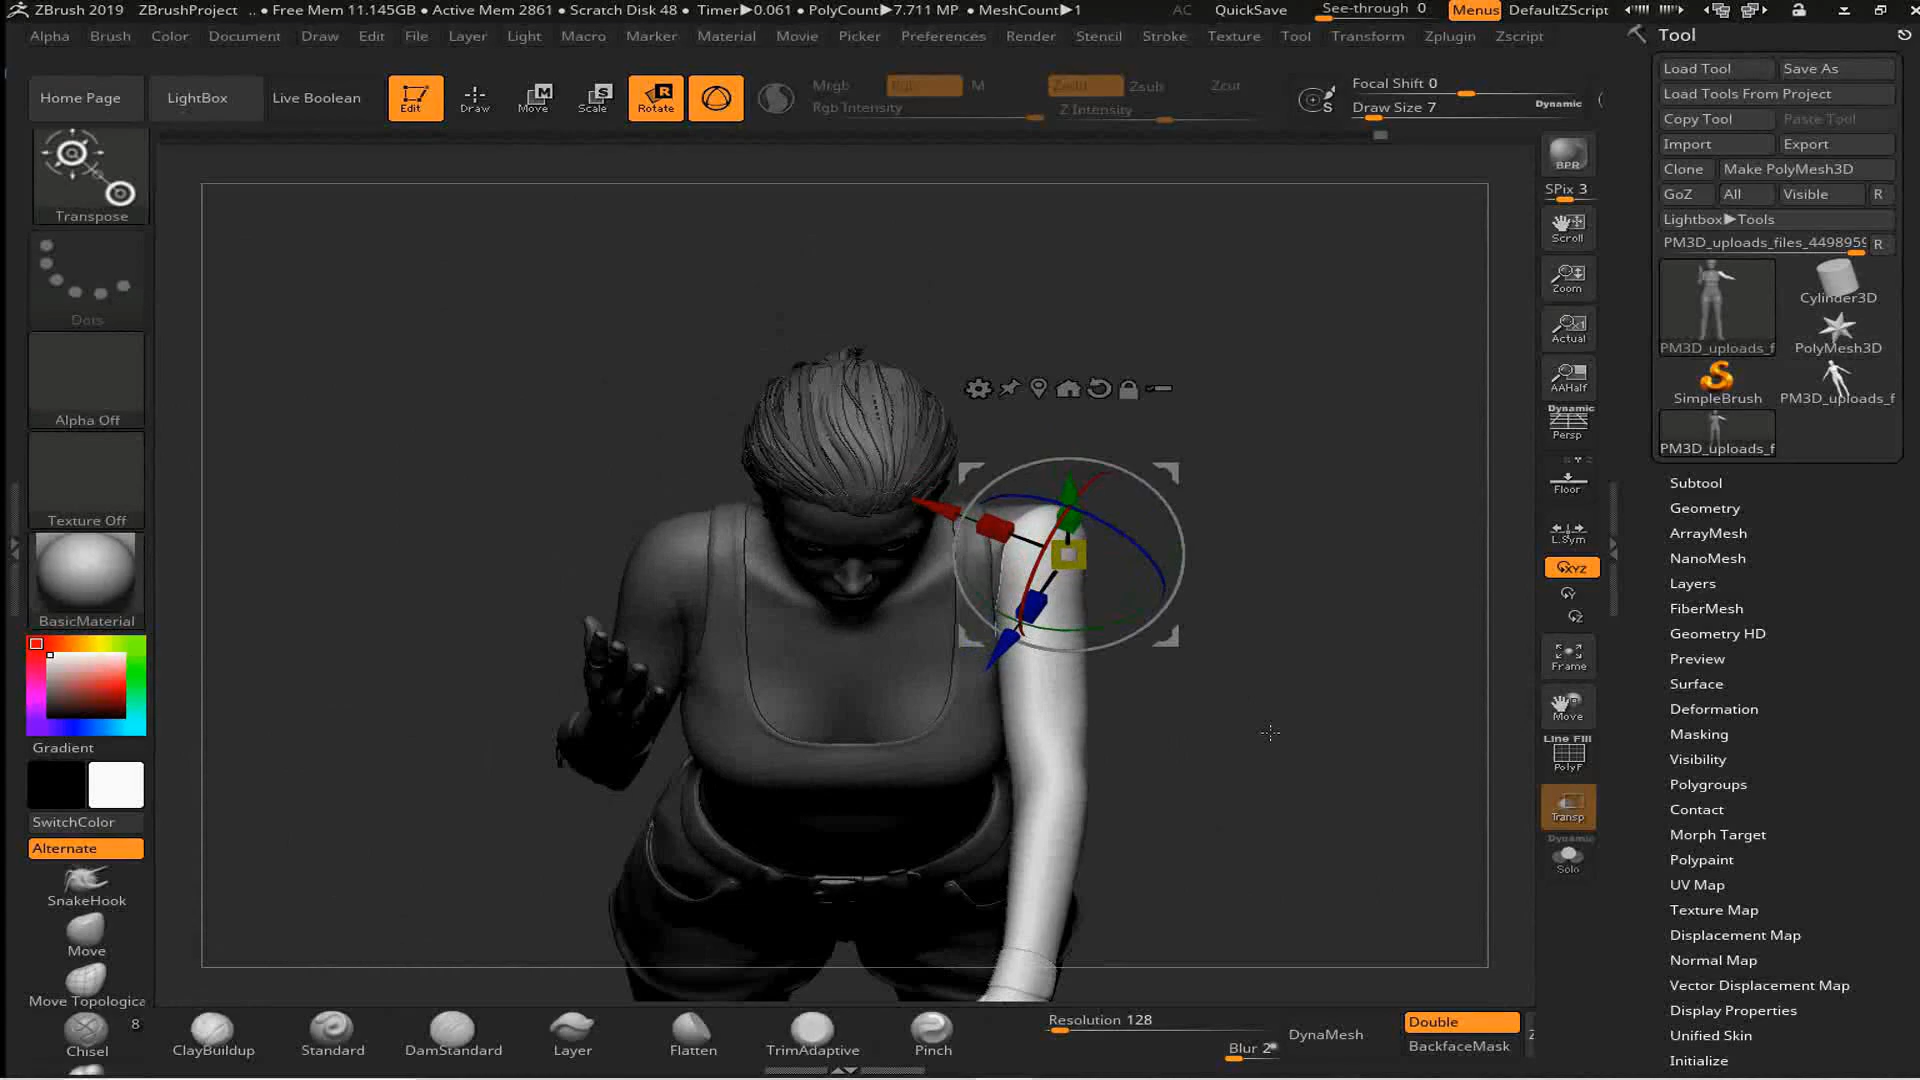 ZBrush 2019 ZBrushProject .. ● Free Mem 11.145GB ● Active Mem 2861 ● Scratch Disk 48 ● Timer▶0.061 ● PolyCount▶7.711 MP ● MeshCount▶1 AC QuickSave See-through 0 Menus DefaultZScript
Alpha Brush Color Document Draw Edit File Layer Light Macro Marker Material Movie Picker Preferences Render Stencil Stroke Texture Tool Transform Zplugin Zscript
Home Page LightBox Live Boolean
Edit Draw Move Scale Rotate
Mrgb M Zsub Zcut
Rgb Intensity Z Intensity
Focal Shift 0
Draw Size 7 Dynamic
Transpose
Dots
Alpha Off
Texture Off
BasicMaterial
Gradient
SwitchColor
Alternate
SnakeHook
Move
Move Topologica
8
Chisel
ClayBuildup
Standard
DamStandard
Layer
Flatten
TrimAdaptive
Pinch
Resolution 128
Blur 2
DynaMesh
Double
BackfaceMask
BPR
SPix 3
Scroll
Zoom
Actual
AAHalf
Dynamic
Persp
Floor
L.Sym
XYZ
Frame
Move
Line Fill
PolyF
Transp
Dynamic
Solo
Tool
Load Tool Save As
Load Tools From Project
Copy Tool Paste Tool
Import Export
Clone Make PolyMesh3D
GoZ All Visible R
Lightbox▶Tools
PM3D_uploads_files_4498959 R
Cylinder3D
PM3D_uploads_f PolyMesh3D
SimpleBrush PM3D_uploads_f
PM3D_uploads_f
Subtool
Geometry
ArrayMesh
NanoMesh
Layers
FiberMesh
Geometry HD
Preview
Surface
Deformation
Masking
Visibility
Polygroups
Contact
Morph Target
Polypaint
UV Map
Texture Map
Displacement Map
Normal Map
Vector Displacement Map
Display Properties
Unified Skin
Initialize